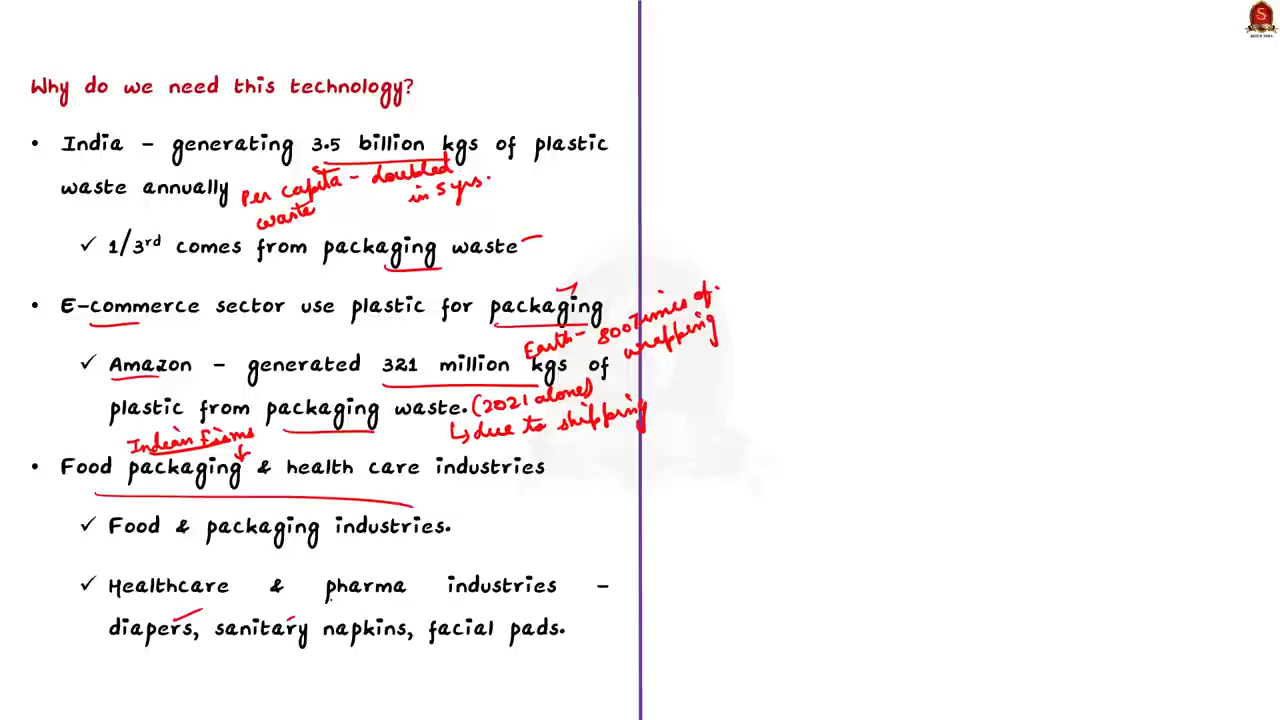 Why do we need this technology?
• India – generating 3.5 billion kgs of plastic
waste annually
Per capita – doubled
waste in 5 yrs.
✓ 1/3rd comes from packaging waste
• E-commerce sector use plastic for packaging
Earth – 800 Times of
wrapping
✓ Amazon – generated 321 million kgs of
plastic from packaging waste. (2021 alone)
↳ due to shipping
Indian Firms
• Food packaging & health care industries
✓ Food & packaging industries.
✓ Healthcare & pharma industries –
diapers, sanitary napkins, facial pads.
S